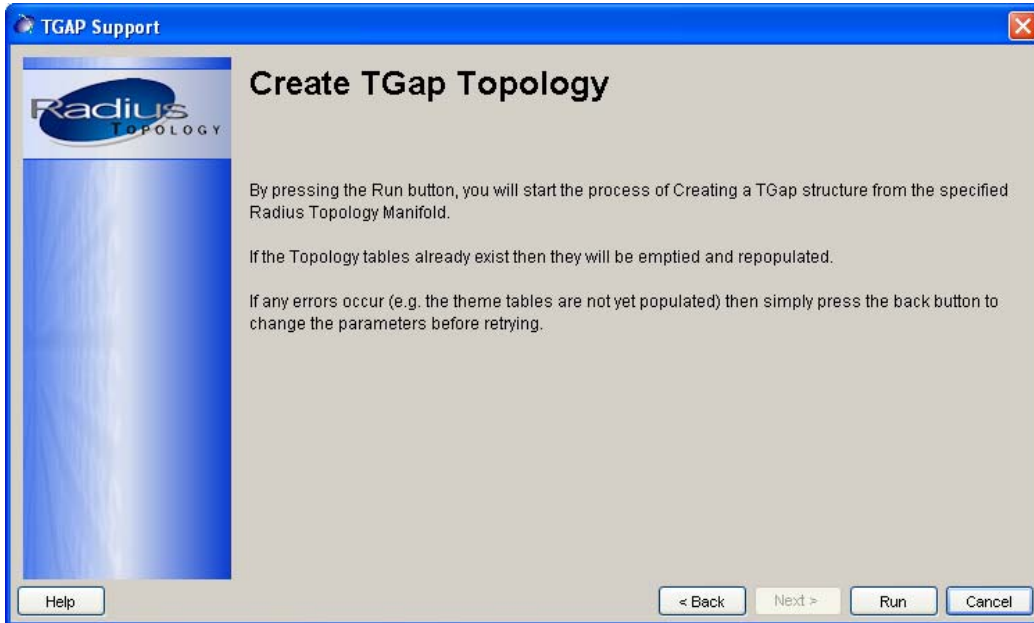 TGAP Support
Radius
TOPOLOGY
Create TGap Topology
By pressing the Run button, you will start the process of Creating a TGap structure from the specified
Radius Topology Manifold.
If the Topology tables already exist then they will be emptied and repopulated.
If any errors occur (e.g. the theme tables are not yet populated) then simply press the back button to
change the parameters before retrying.
Help
< Back
Next >
Run
Cancel